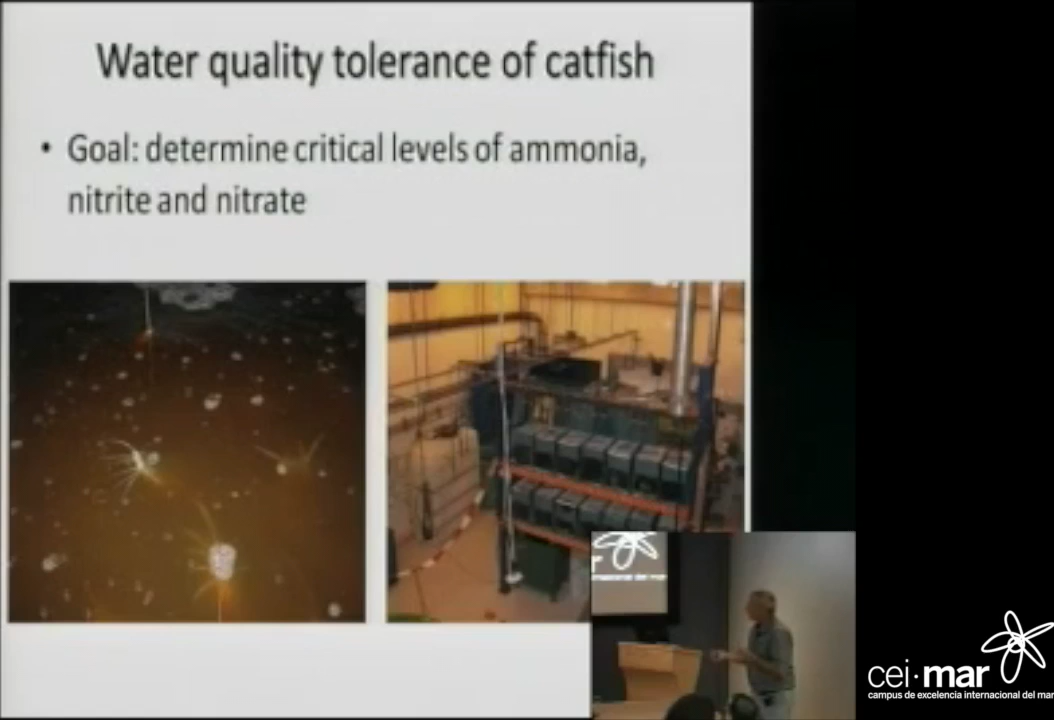 Water quality tolerance of catfish
• Goal: determine critical levels of ammonia,
nitrite and nitrate
cei·mar
campus de excelencia internacional del mar